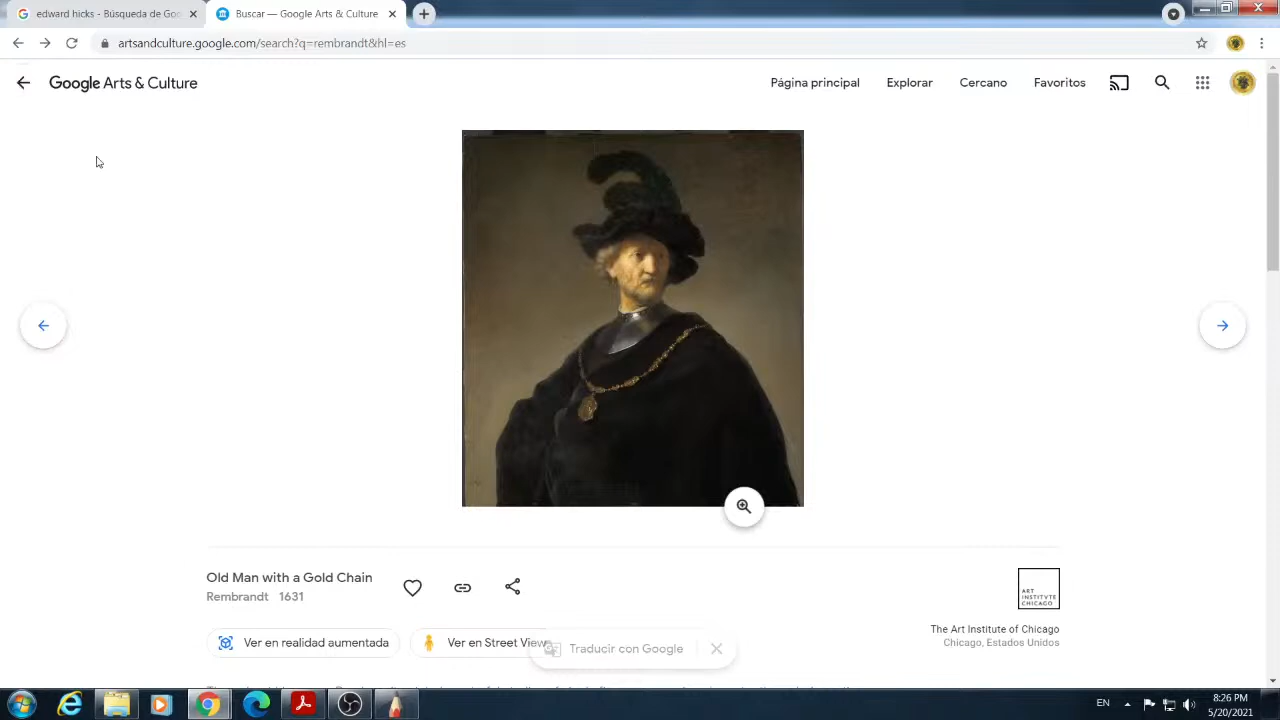 edward hicks - Búsqueda de Goo
Buscar — Google Arts & Culture
artsandculture.google.com/search?q=rembrandt&hl=es
Google Arts & Culture
Página principal
Explorar
Cercano
Favoritos
Old Man with a Gold Chain
Rembrandt 1631
ART
INSTITVTE
CHICAGO
The Art Institute of Chicago
Chicago, Estados Unidos
Ver en realidad aumentada
Ver en Street View
Traducir con Google
EN
8:26 PM
5/20/2021